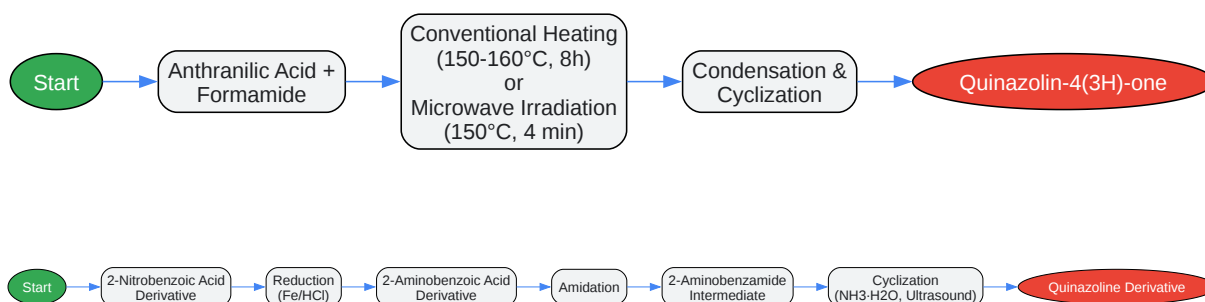 Start
Anthranilic Acid +
Formamide
Conventional Heating
(150-160°C, 8h)
or
Microwave Irradiation
(150°C, 4 min)
Condensation &
Cyclization
Quinazolin-4(3H)-one
Start
2-Nitrobenzoic Acid
Derivative
Reduction
(Fe/HCl)
2-Aminobenzoic Acid
Derivative
Amidation
2-Aminobenzamide
Intermediate
Cyclization
(NH3·H2O, Ultrasound)
Quinazoline Derivative